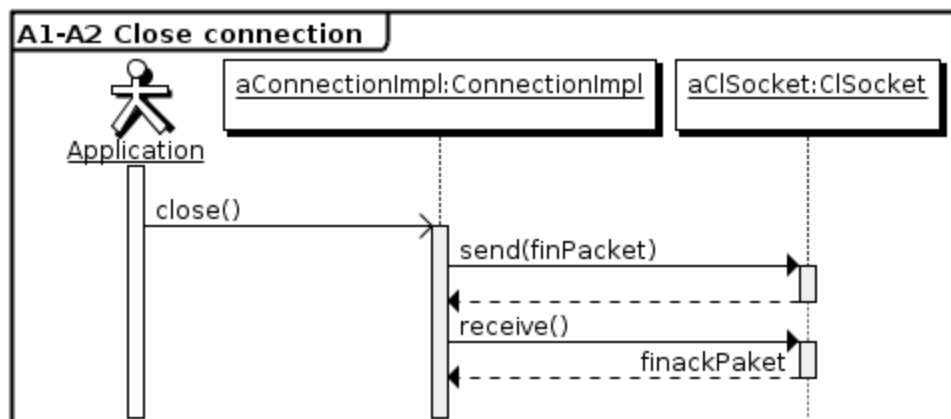 A1-A2 Close connection
aConnectionImpl:ConnectionImpl
aClSocket:ClSocket
Application
close()
send(finPacket)
receive()
finackPaket